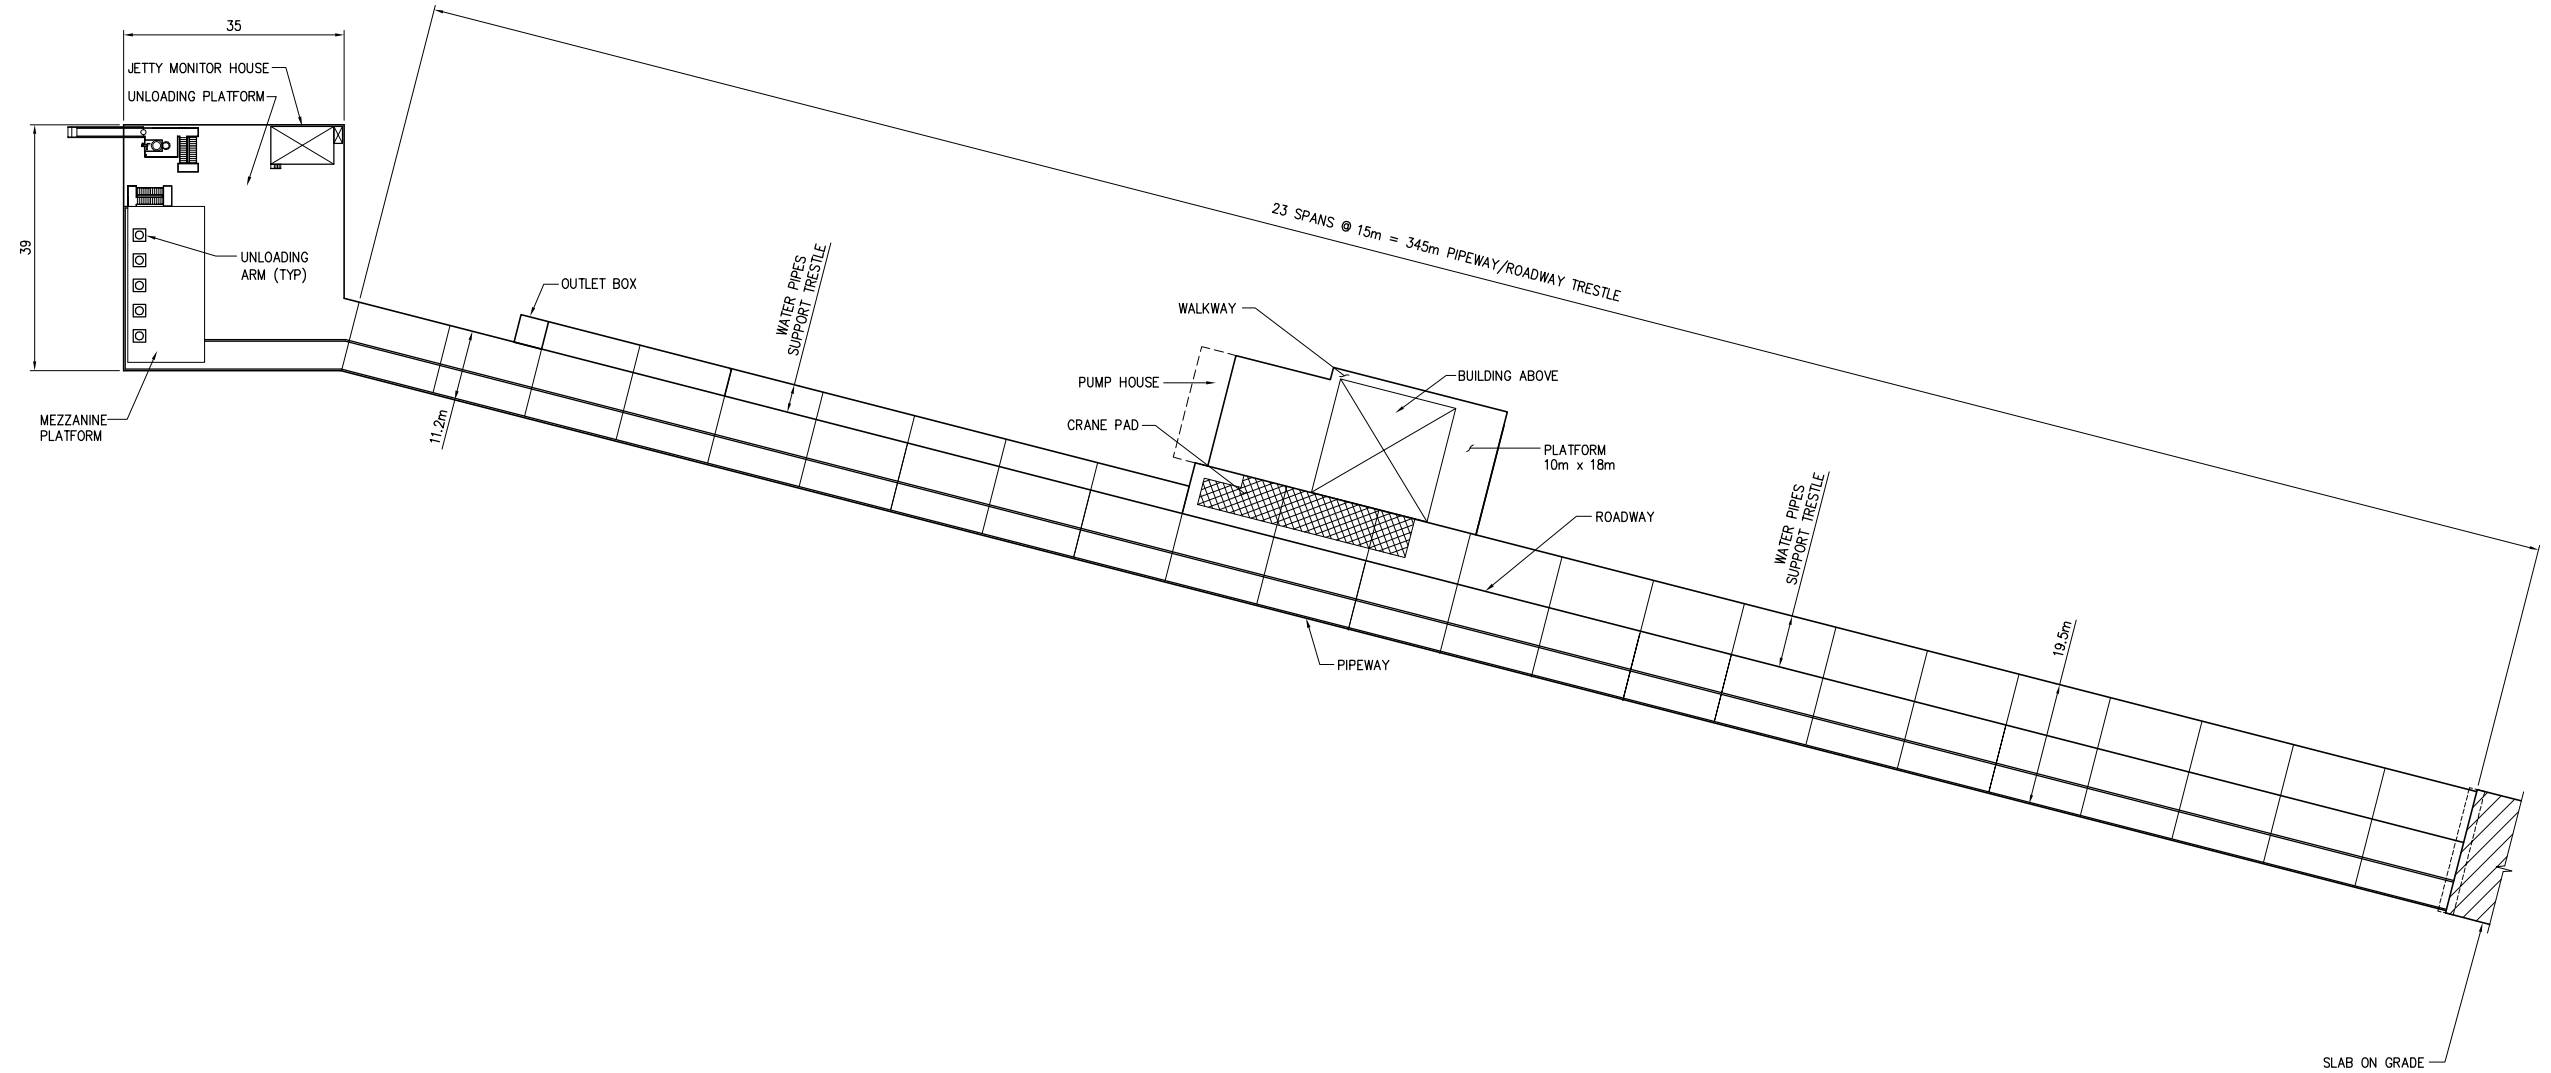 35
JETTY MONITOR HOUSE
UNLOADING PLATFORM
39
UNLOADING
ARM (TYP)
MEZZANINE
PLATFORM
OUTLET BOX
11.2m
WATER PIPES
SUPPORT TRESTLE
23 SPANS @ 15m = 345m PIPEWAY/ROADWAY TRESTLE
WALKWAY
PUMP HOUSE
BUILDING ABOVE
CRANE PAD
PLATFORM
10m x 18m
ROADWAY
PIPEWAY
WATER PIPES
SUPPORT TRESTLE
19.5m
SLAB ON GRADE